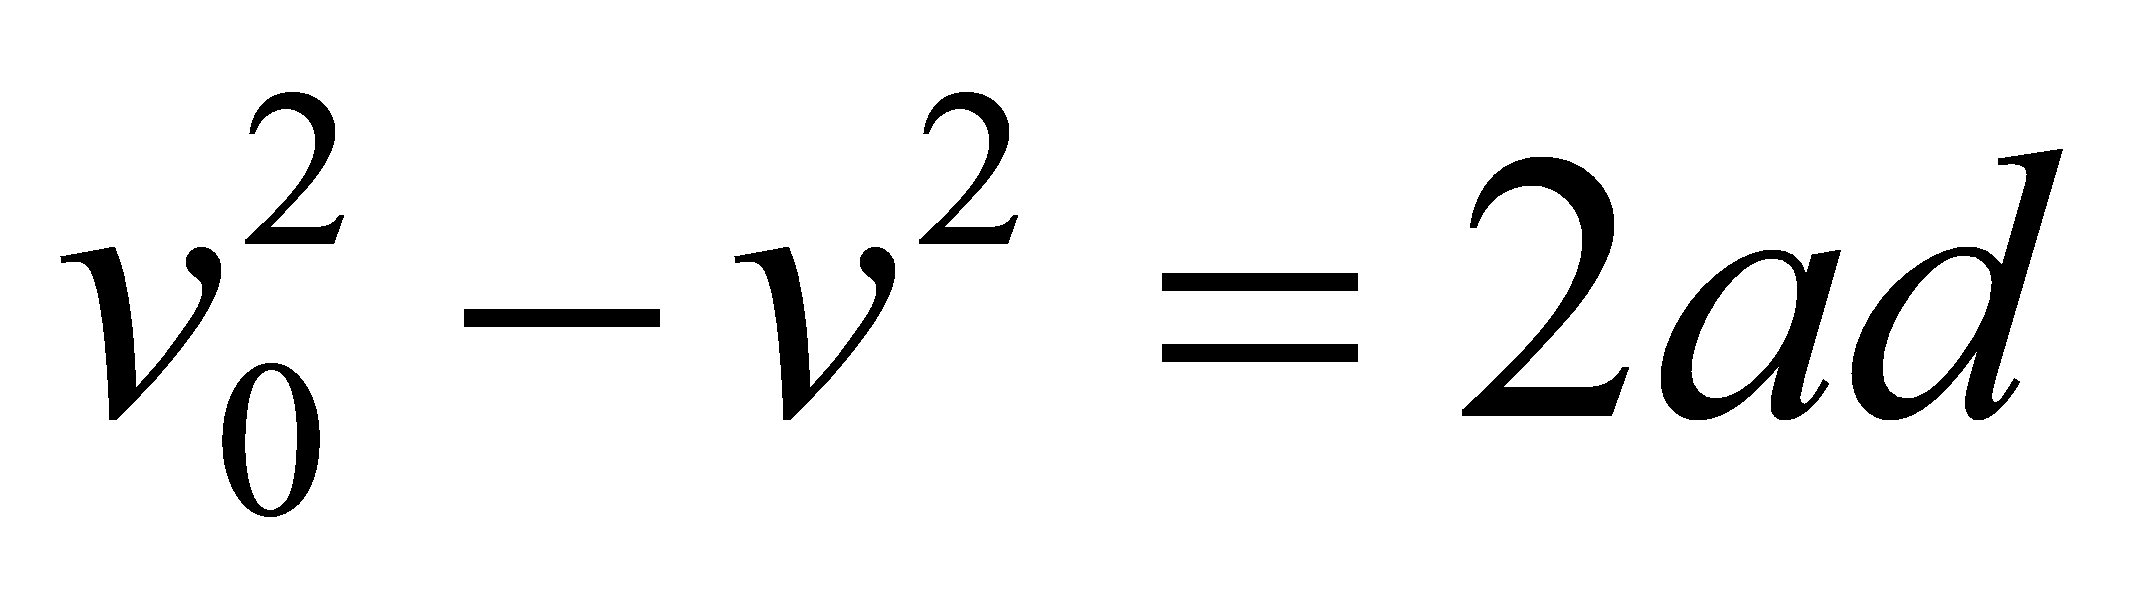 v₀² − v² = 2ad